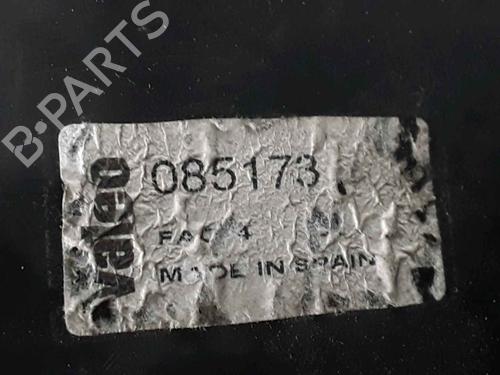 B-PARTS
Valeo
085173
MADE IN SPAIN